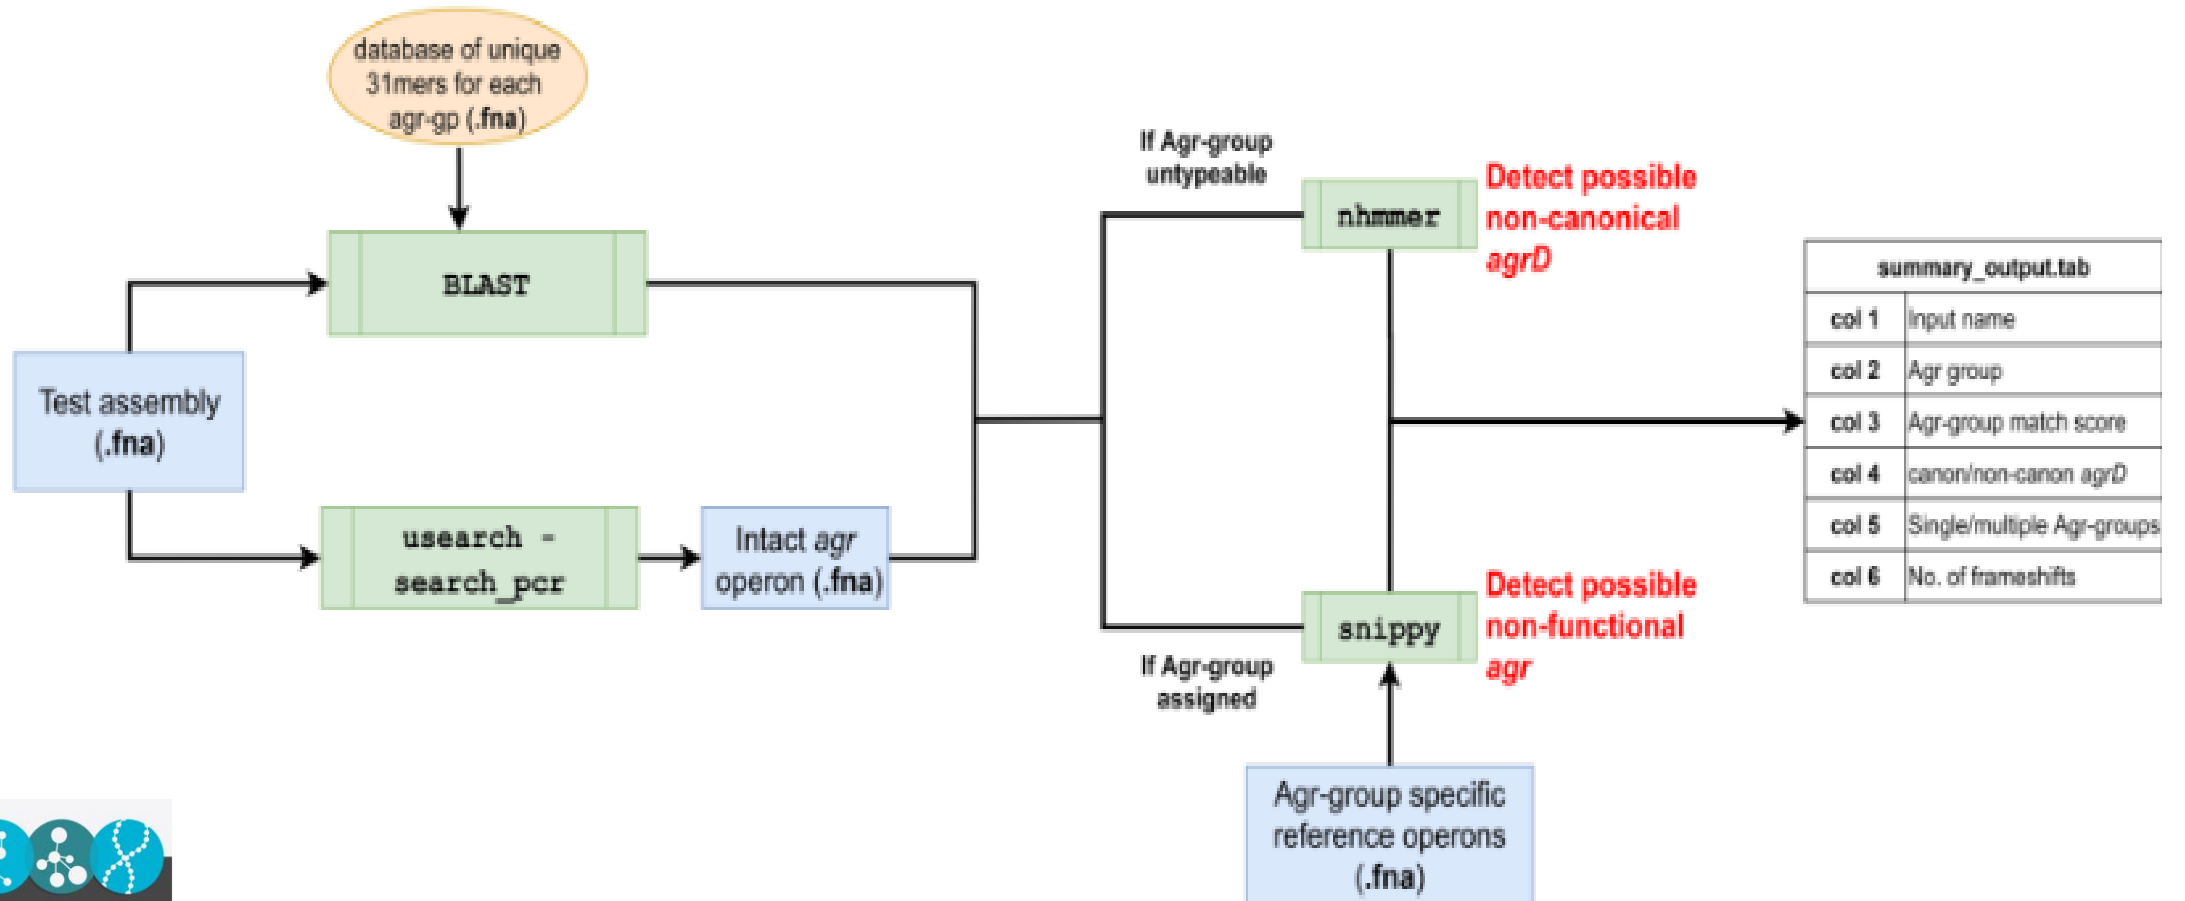 database of unique
31mers for each
agr-gp (.fna)
BLAST
Test assembly
(.fna)
usearch -
search_pcr
Intact agr
operon (.fna)
If Agr-group
untypeable
nhmmer
Detect possible
non-canonical
agrD
If Agr-group
assigned
snippy
Detect possible
non-functional
agr
Agr-group specific
reference operons
(.fna)
summary_output.tab
col 1 Input name
col 2 Agr group
col 3 Agr-group match score
col 4 canon/non-canon agrD
col 5 Single/multiple Agr-groups
col 6 No. of frameshifts